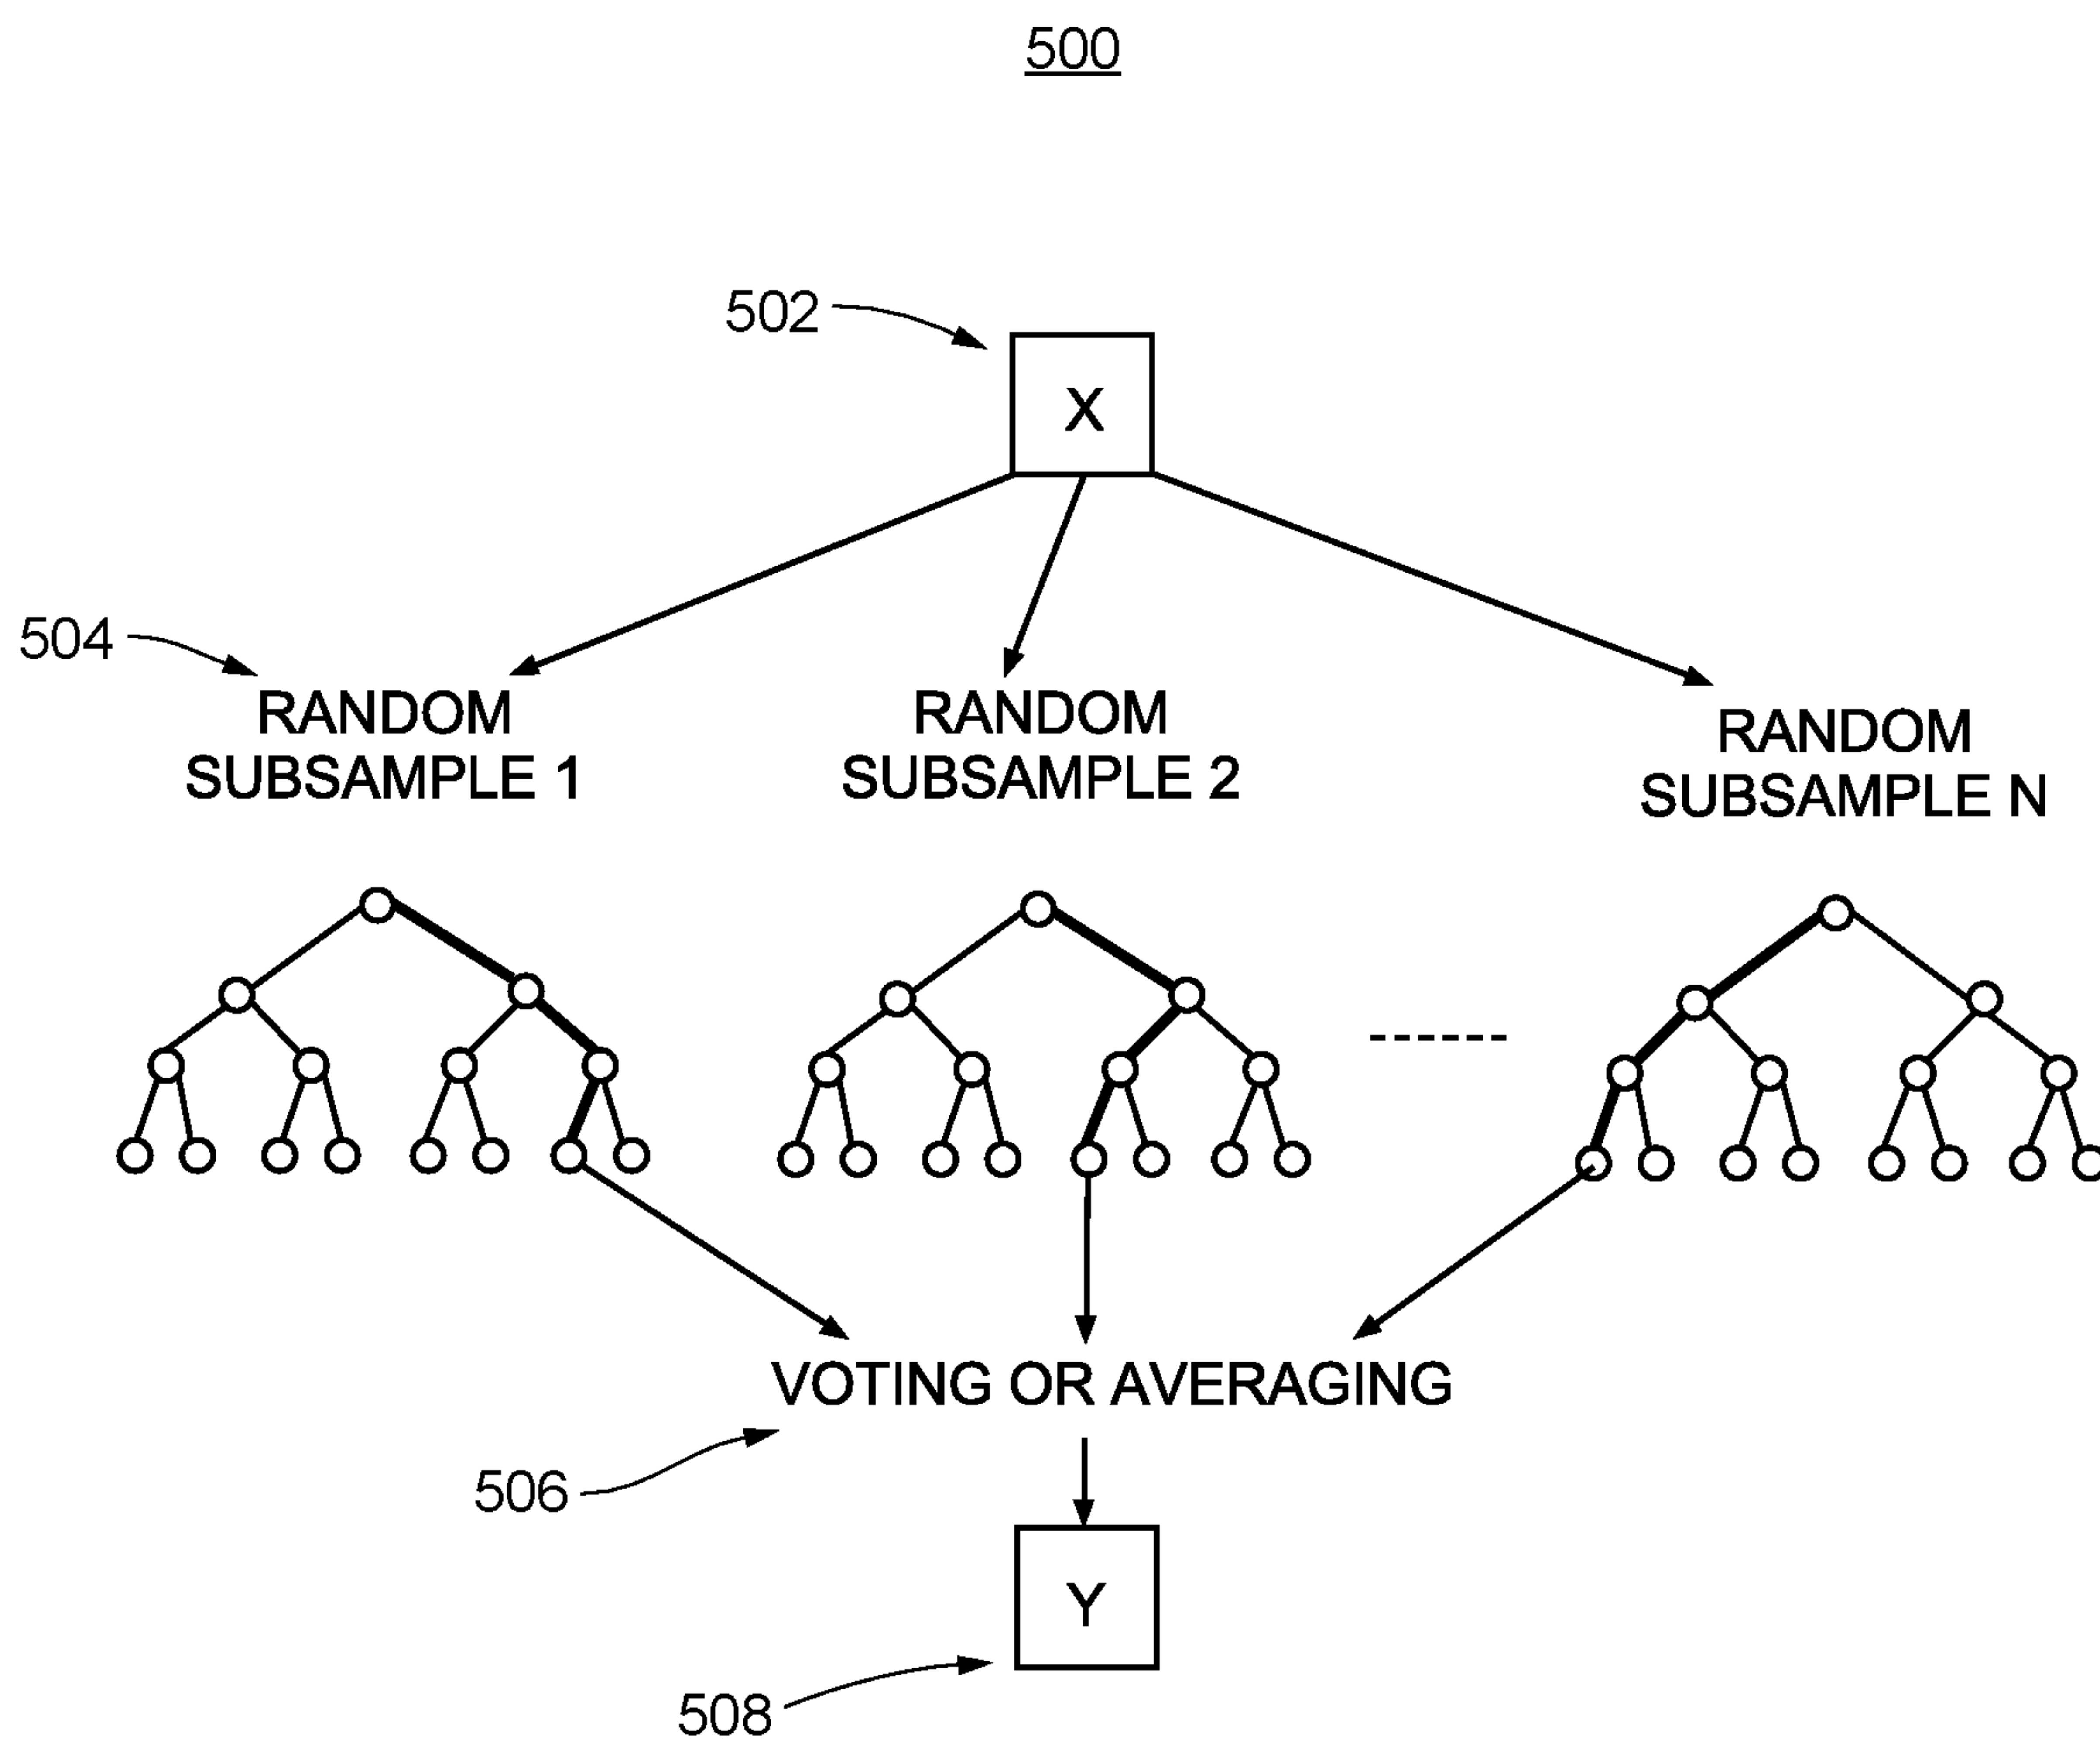 500
502
X
504
RANDOM
SUBSAMPLE 1
RANDOM
SUBSAMPLE 2
RANDOM
SUBSAMPLE N
VOTING OR AVERAGING
506
Y
508